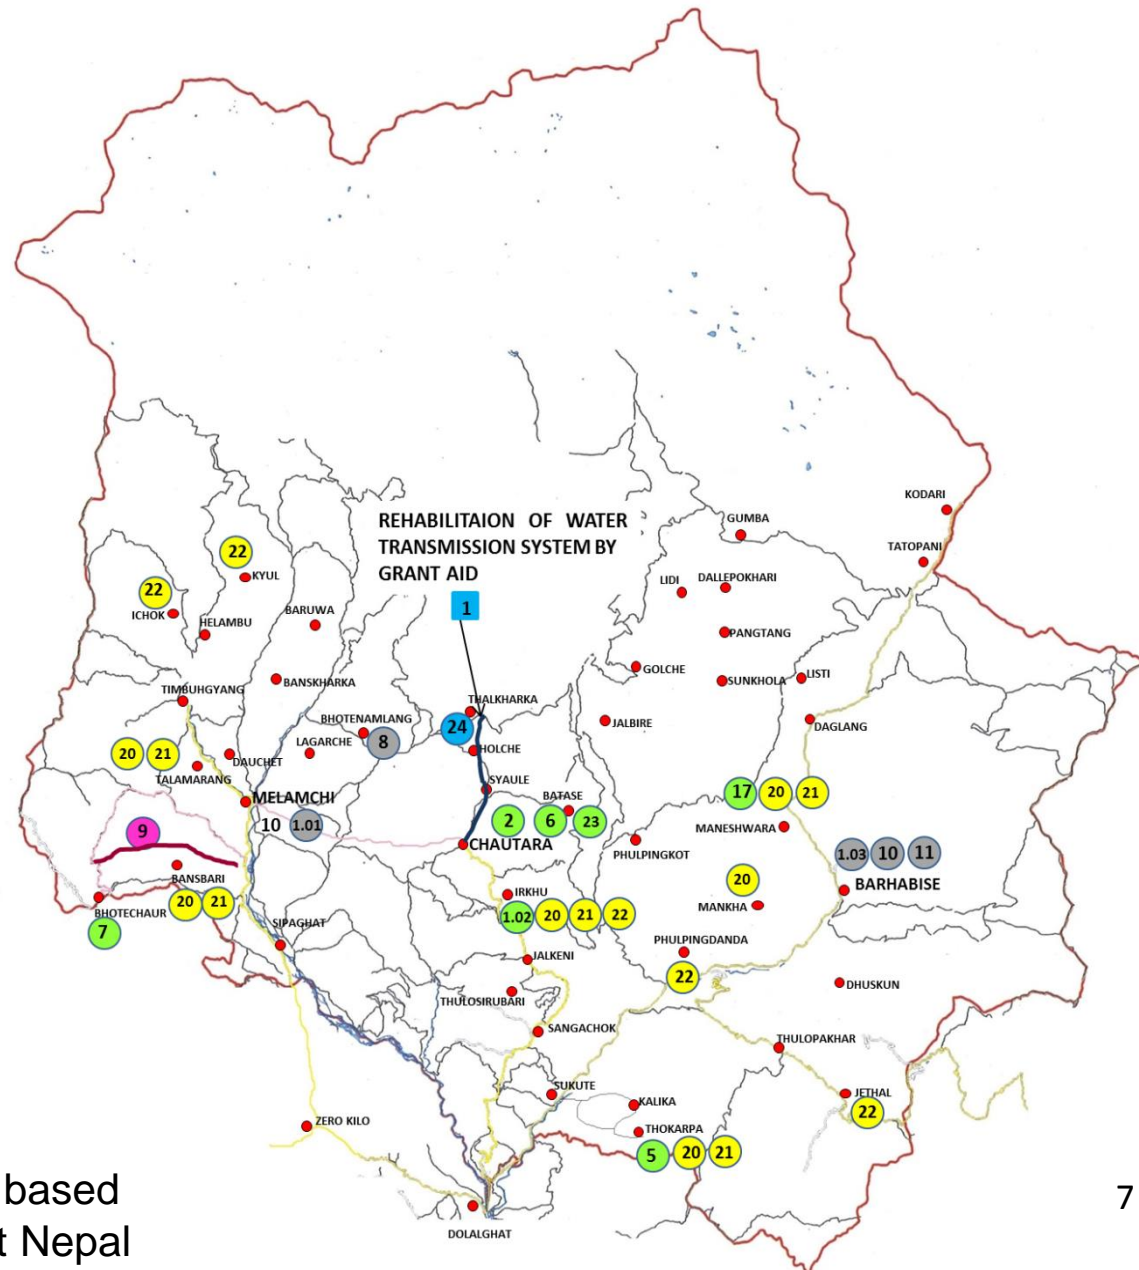 KODARI
GUMBA
REHABILITAION OF WATER
TRANSMISSION SYSTEM BY
GRANT AID
1
TATOPANI
22
KYUL
22
ICHOK
HELAMBU
BARUWA
LIDI
DALLEPOKHARI
PANGTANG
GOLCHE
SUNKHOLA
LISTI
BANSKHARKA
TIMBUHGYANG
THALKHARKA
BHOTENAMLANG
24
8
JALBIRE
DAGLANG
LAGARCHE
HOLCHE
20 21
DAUCHET
TALAMARANG
SYAULE
BATASE
17 20 21
MELAMCHI
10 1.01
2 6 23
MANESHWARA
9
CHAUTARA
PHULPINGKOT
1.03 10 11
BANSBARI
BARHABISE
20
MANKHA
IRKHU
BHOTECHAUR
20 21
1.02 20 21 22
7
SIPAGHAT
PHULPINGDANDA
JALKENI
22
DHUSKUN
THULOSIRUBARI
SANGACHOK
THULOPAKHAR
SUKUTE
KALIKA
JETHAL
22
ZERO KILO
THOKARPA
5 20 21
based
7
DOLALGHAT
t Nepal